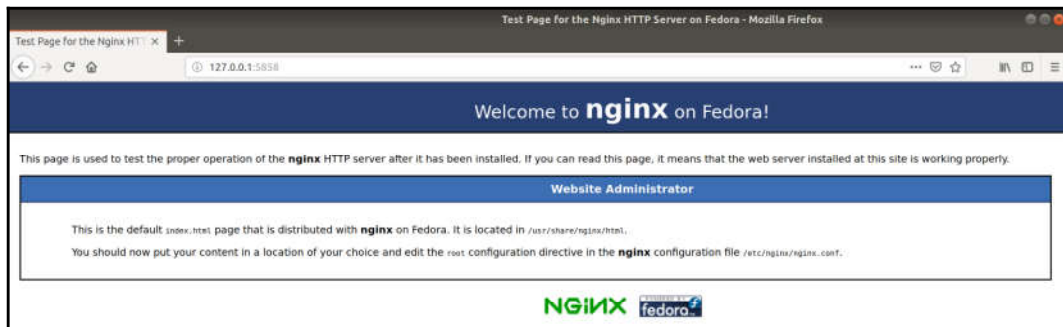 Test Page for the Nginx HTTP Server on Fedora - Mozilla Firefox
Test Page for the Nginx HTT
127.0.0.1:5858
Welcome to nginx on Fedora!
This page is used to test the proper operation of the nginx HTTP server after it has been installed. If you can read this page, it means that the web server installed at this site is working properly.
Website Administrator
This is the default index.html page that is distributed with nginx on Fedora. It is located in /usr/share/nginx/html.
You should now put your content in a location of your choice and edit the root configuration directive in the nginx configuration file /etc/nginx/nginx.conf.
NGINX fedora